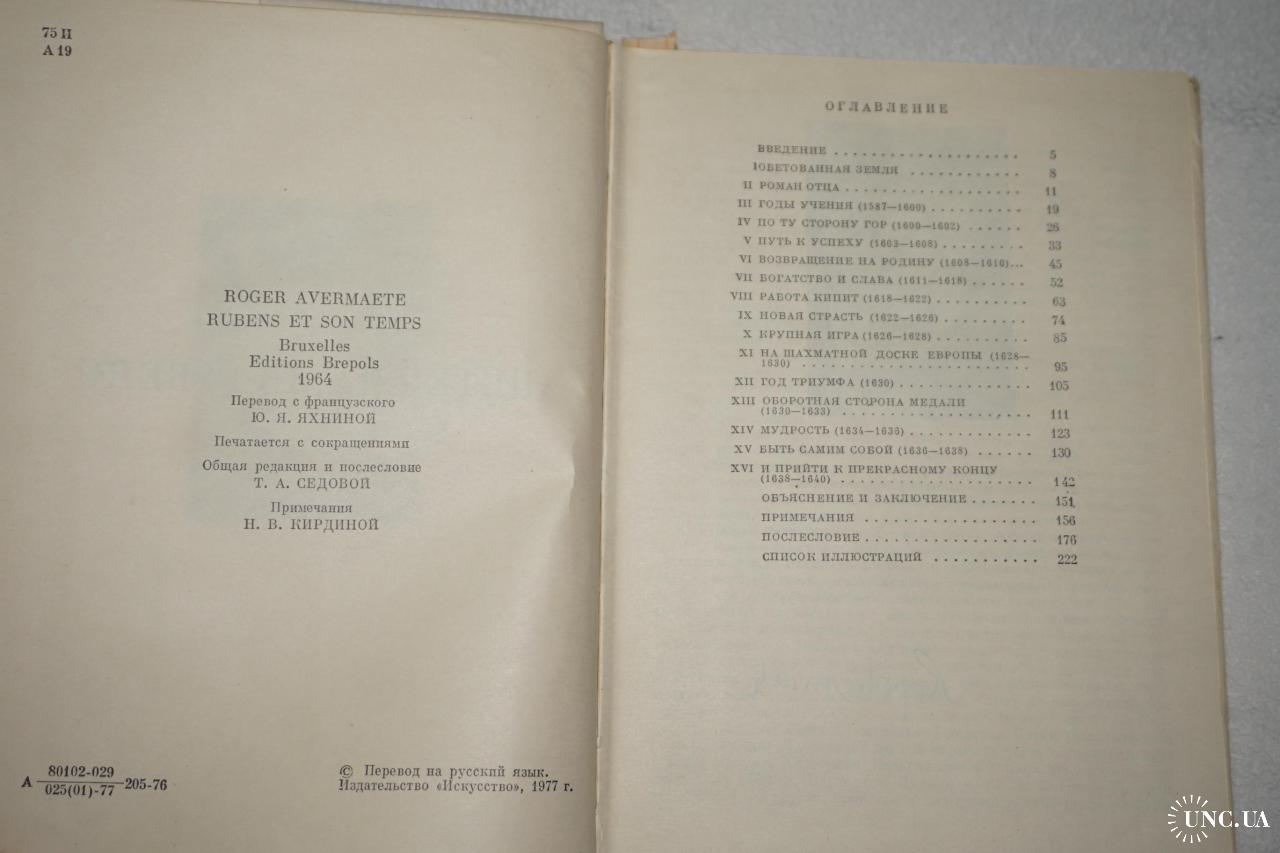 75 И
А 19
ROGER AVERMAETE
RUBENS ET SON TEMPS
Bruxelles
Editions Brepols
1964
Перевод с французского
Ю. Я. ЯХНИНОЙ
Печатается с сокращениями
Общая редакция и послесловие
Т. А. СЕДОВОЙ
Примечания
Н. В. КИРДИНОЙ
А 80102-029
025(01)-77 205-76
© Перевод на русский язык.
Издательство «Искусство», 1977 г.
ОГЛАВЛЕНИЕ
ВВЕДЕНИЕ . . . . . . . . . . . . . . . . . . . . 5
I ОБЕТОВАННАЯ ЗЕМЛЯ . . . . . . . . . . . . 8
II РОМАН ОТЦА . . . . . . . . . . . . . . . . . . . 11
III ГОДЫ УЧЕНИЯ (1587—1600) . . . . . . . . . . 19
IV ПО ТУ СТОРОНУ ГОР (1600—1602) . . . . . . 26
V ПУТЬ К УСПЕХУ (1603—1608) . . . . . . . . . 33
VI ВОЗВРАЩЕНИЕ НА РОДИНУ (1608—1610) ... 45
VII БОГАТСТВО И СЛАВА (1611—1618) . . . . . . 52
VIII РАБОТА КИПИТ (1618—1622) . . . . . . . . . . 63
IX НОВАЯ СТРАСТЬ (1622—1626) . . . . . . . . . 74
X КРУПНАЯ ИГРА (1626—1628) . . . . . . . . . . 85
XI НА ШАХМАТНОЙ ДОСКЕ ЕВРОПЫ (1628—
1630) . . . . . . . . . . . . . . . . . . . . . . . . . 95
XII ГОД ТРИУМФА (1630) . . . . . . . . . . . . . . 105
XIII ОБОРОТНАЯ СТОРОНА МЕДАЛИ
(1630—1633) . . . . . . . . . . . . . . . . . . . . . 111
XIV МУДРОСТЬ (1634—1636) . . . . . . . . . . . . . 123
XV БЫТЬ САМИМ СОБОЙ (1636—1638) . . . . . . 130
XVI И ПРИЙТИ К ПРЕКРАСНОМУ КОНЦУ
(1638—1640) . . . . . . . . . . . . . . . . . . . . . 142
ОБЪЯСНЕНИЕ И ЗАКЛЮЧЕНИЕ . . . . . . . 151
ПРИМЕЧАНИЯ . . . . . . . . . . . . . . . . . . 156
ПОСЛЕСЛОВИЕ . . . . . . . . . . . . . . . . . . 176
СПИСОК ИЛЛЮСТРАЦИЙ . . . . . . . . . . . 222
UNC.UA